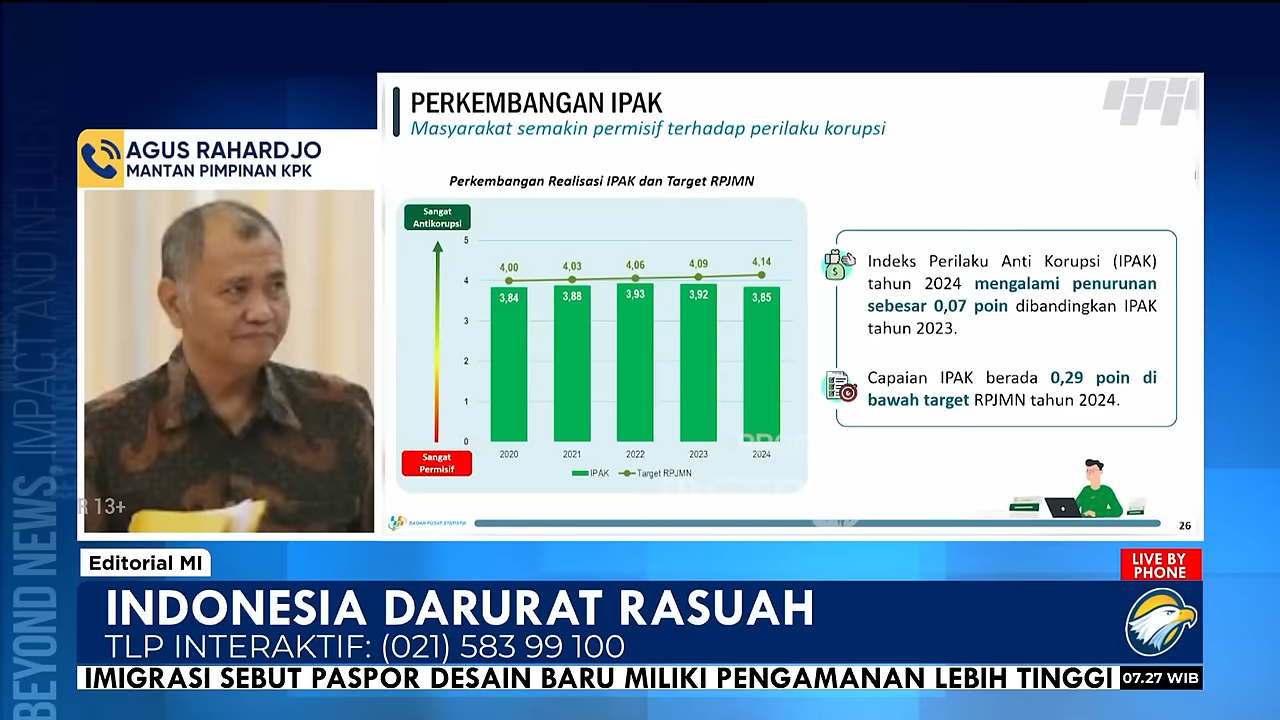 PERKEMBANGAN IPAK
Masyarakat semakin permisif terhadap perilaku korupsi
AGUS RAHARDJO
MANTAN PIMPINAN KPK
Perkembangan Realisasi IPAK dan Target RPJMN
Sangat
Antikorupsi
5
4
3
2
1
0
4,00 4,03 4,06 4,09 4,14
3,84 3,88 3,93 3,92 3,85
2020 2021 2022 2023 2024
Sangat
Permisif
IPAK Target RPJMN
Indeks Perilaku Anti Korupsi (IPAK)
tahun 2024 mengalami penurunan
sebesar 0,07 poin dibandingkan IPAK
tahun 2023.
Capaian IPAK berada 0,29 poin di
bawah target RPJMN tahun 2024.
BADAN PUSAT STATISTIK
26
R 13+
BEYOND NEWS, IMPACT AND INFLUE
Editorial MI
LIVE BY
PHONE
INDONESIA DARURAT RASUAH
TLP INTERAKTIF: (021) 583 99 100
IMIGRASI SEBUT PASPOR DESAIN BARU MILIKI PENGAMANAN LEBIH TINGGI
07.27 WIB